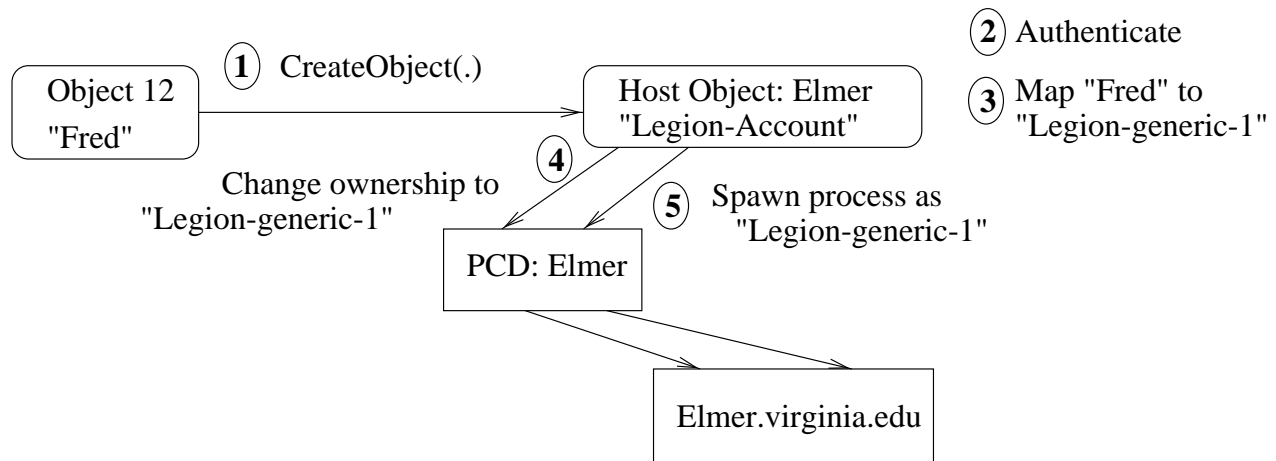 1 CreateObject(.)
Object 12
"Fred"
Host Object: Elmer
"Legion-Account"
2 Authenticate
3 Map "Fred" to
"Legion-generic-1"
4
Change ownership to
"Legion-generic-1"
5 Spawn process as
"Legion-generic-1"
PCD: Elmer
Elmer.virginia.edu